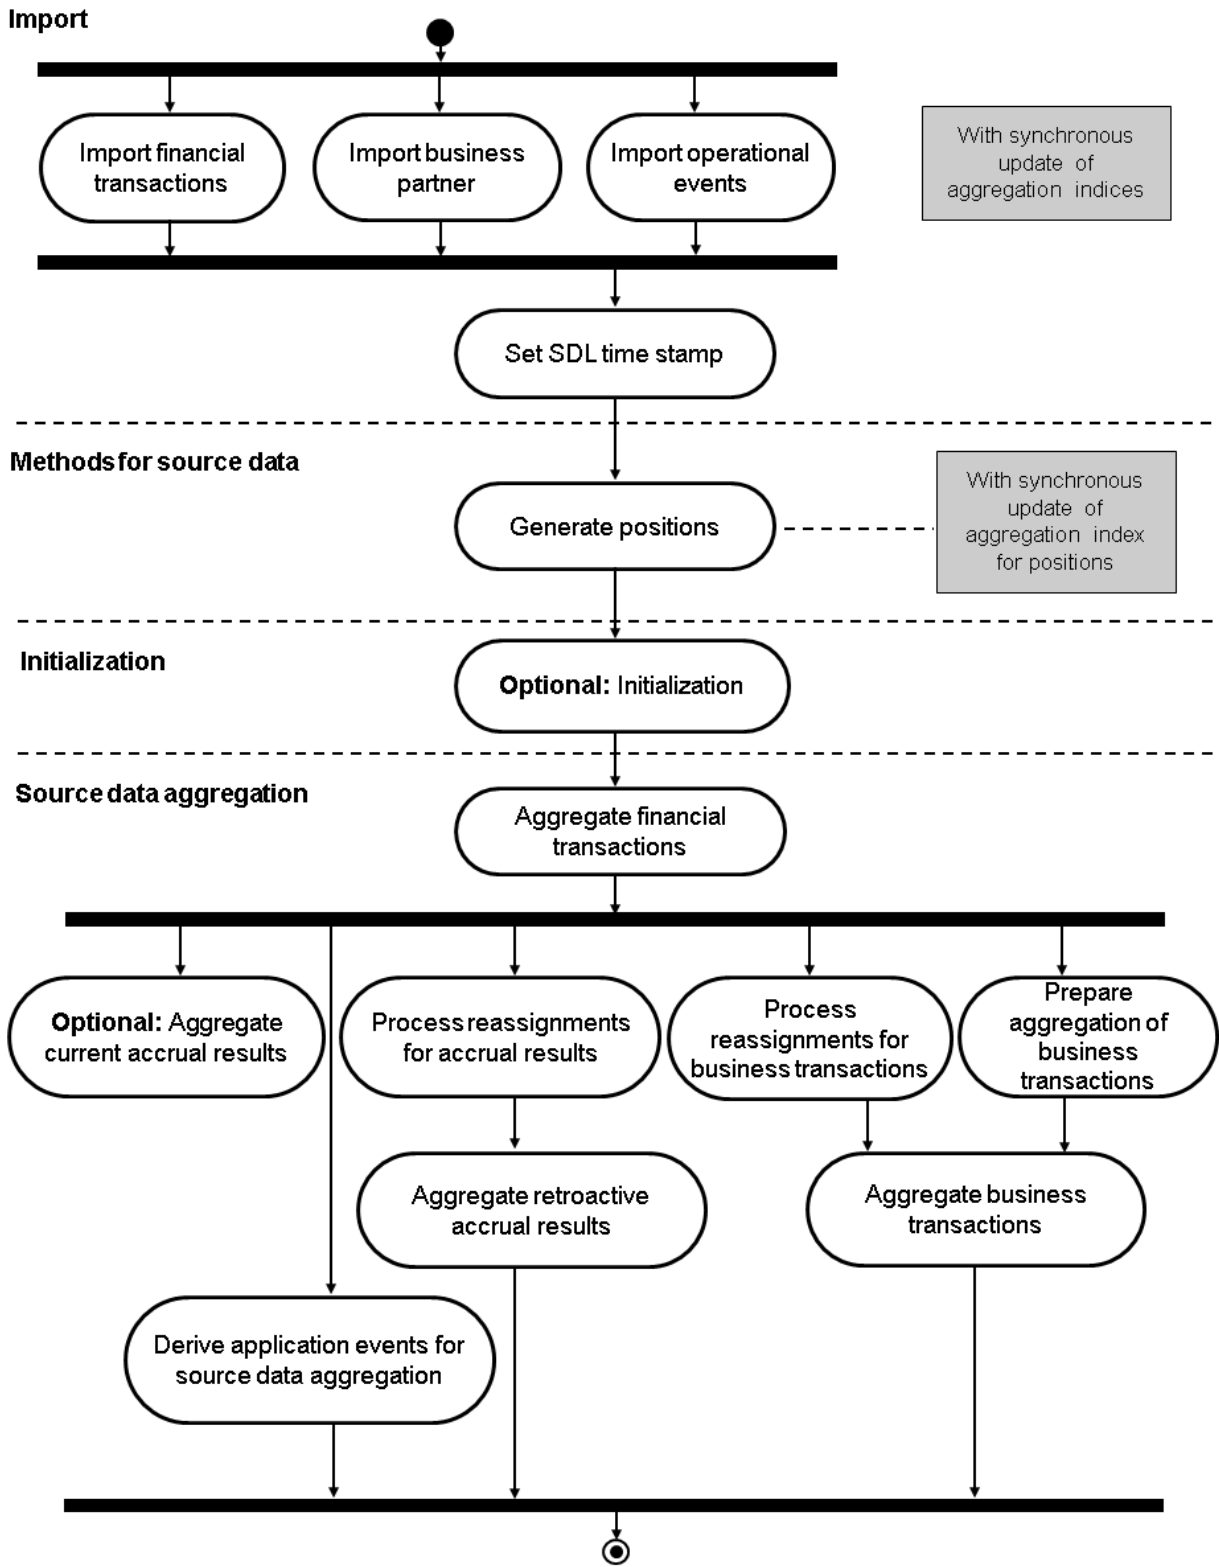 Import
Import financial
transactions
Import business
partner
Import operational
events
With synchronous
update of
aggregation indices
Set SDL time stamp
Methods for source data
Generate positions
With synchronous
update of
aggregation index
for positions
Initialization
Optional: Initialization
Source data aggregation
Aggregate financial
transactions
Optional: Aggregate
current accrual results
Process reassignments
for accrual results
Process
reassignments for
business transactions
Prepare
aggregation of
business
transactions
Aggregate retroactive
accrual results
Aggregate business
transactions
Derive application events for
source data aggregation